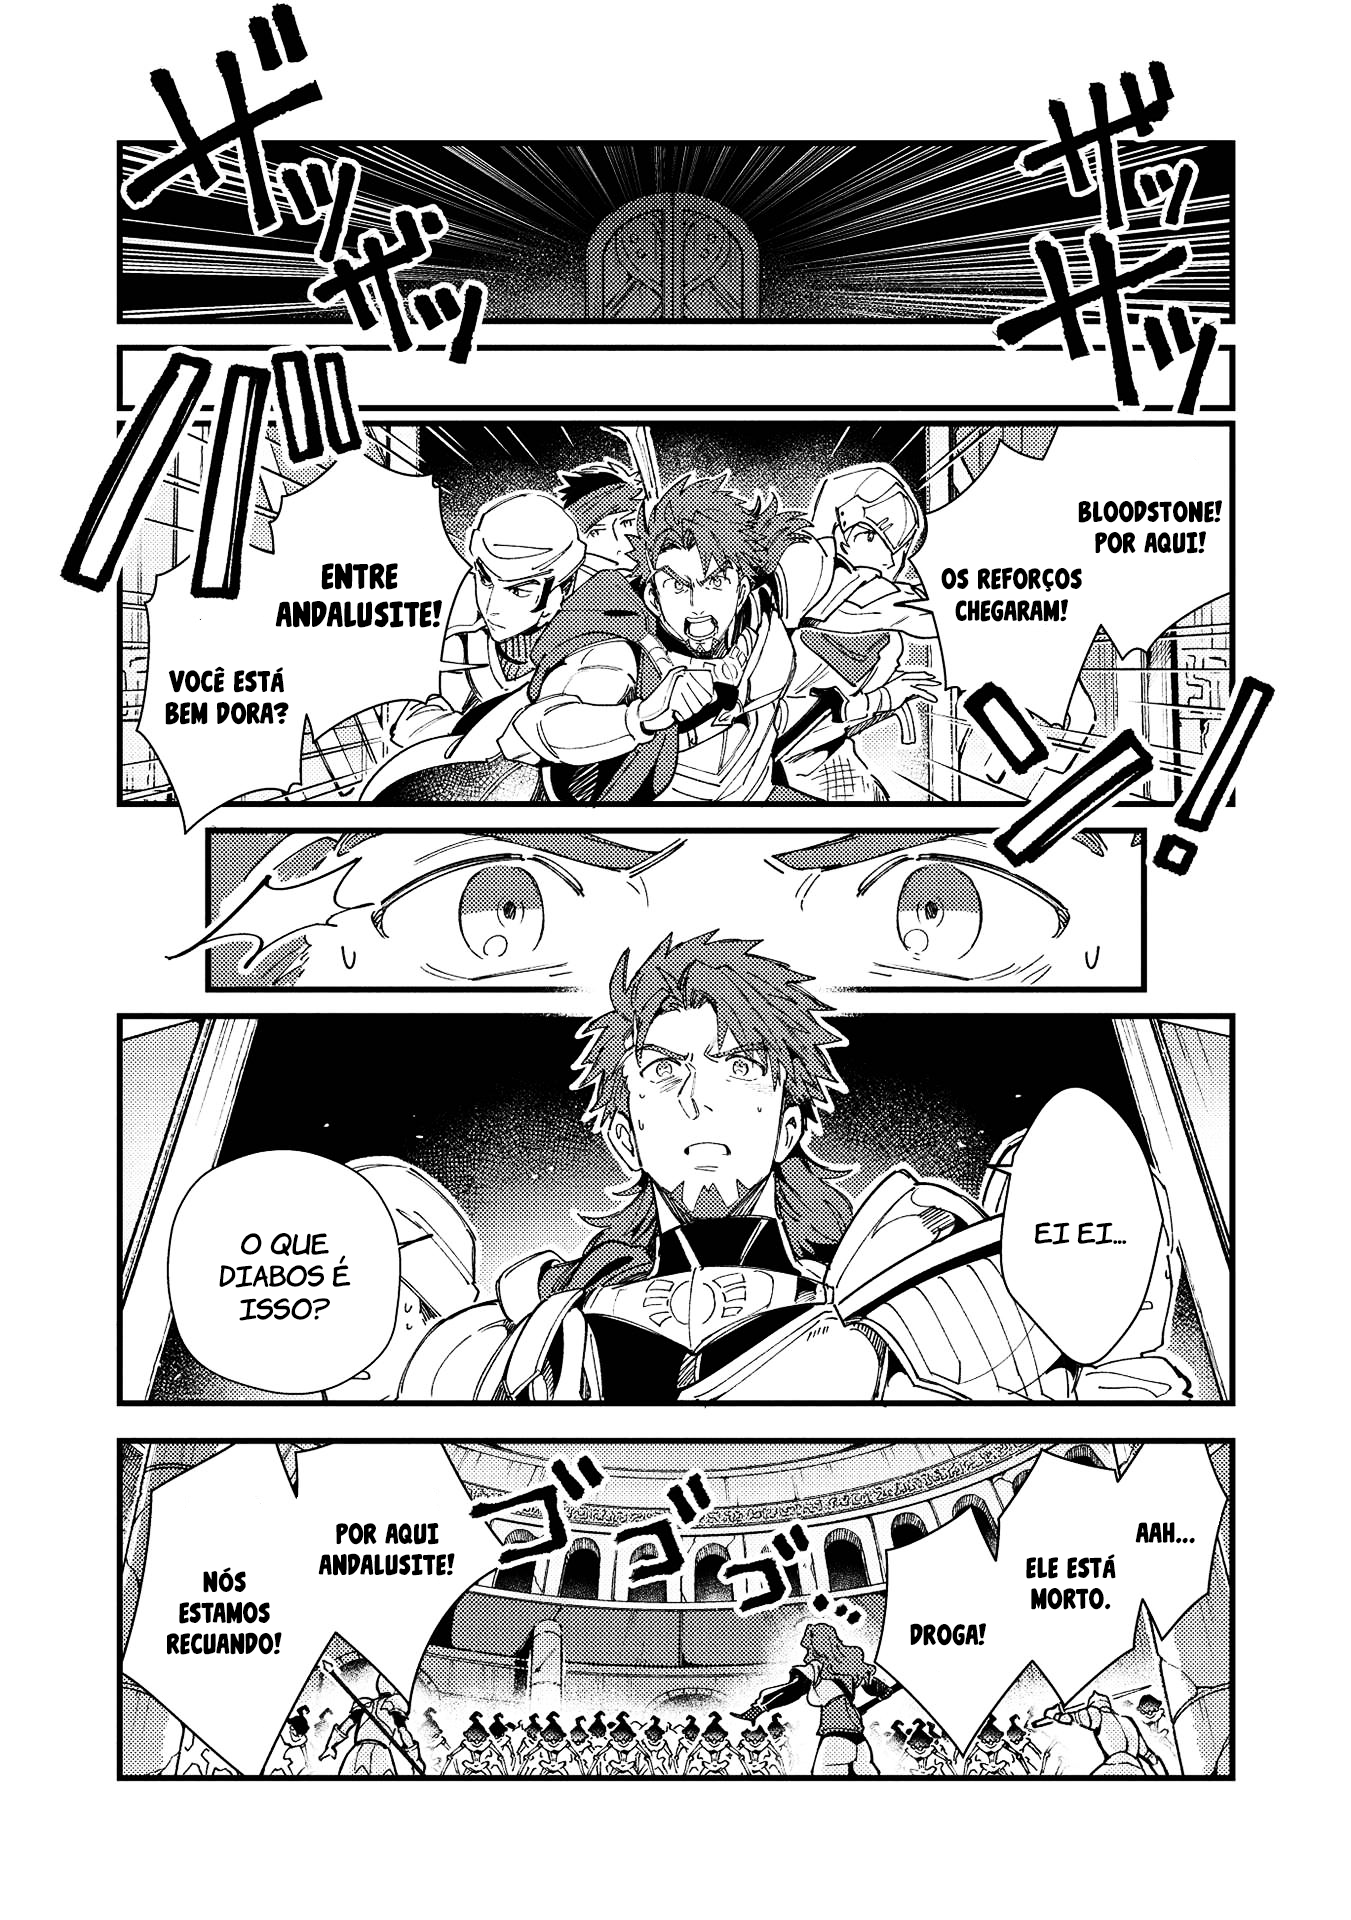 ザッ
ザッ
ザッ
ザッ
バンッ!
BLOODSTONE!
POR AQUI!
OS REFORÇOS
CHEGARAM!
ENTRE
ANDALUSITE!
VOCÊ ESTÁ
BEM DORA?
EI EI...
O QUE
DIABOS É
ISSO?
AAH...
ELE ESTÁ
MORTO.
DROGA!
ゴゴゴ...
POR AQUI
ANDALUSITE!
NÓS
ESTAMOS
RECUANDO!